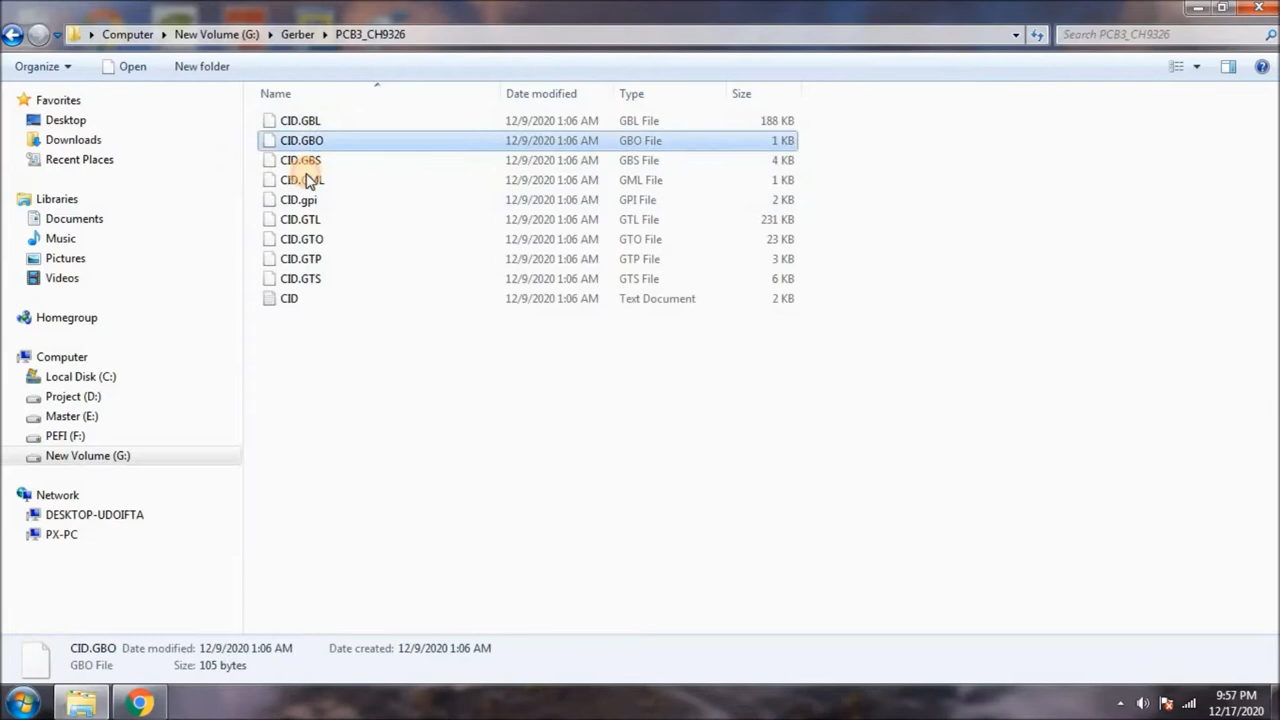 Computer New Volume (G:) Gerber PCB3_CH9326 Search PCB3_CH9326
Organize Open New folder
Name Date modified Type Size
Favorites
Desktop
Downloads
Recent Places
Libraries
Documents
Music
Pictures
Videos
Homegroup
Computer
Local Disk (C:)
Project (D:)
Master (E:)
PEFI (F:)
New Volume (G:)
Network
DESKTOP-UDOIFTA
PX-PC
CID.GBL 12/9/2020 1:06 AM GBL File 188 KB
CID.GBO 12/9/2020 1:06 AM GBO File 1 KB
CID.GBS 12/9/2020 1:06 AM GBS File 4 KB
CID.GML 12/9/2020 1:06 AM GML File 1 KB
CID.gpi 12/9/2020 1:06 AM GPI File 2 KB
CID.GTL 12/9/2020 1:06 AM GTL File 231 KB
CID.GTO 12/9/2020 1:06 AM GTO File 23 KB
CID.GTP 12/9/2020 1:06 AM GTP File 3 KB
CID.GTS 12/9/2020 1:06 AM GTS File 6 KB
CID 12/9/2020 1:06 AM Text Document 2 KB
CID.GBO Date modified: 12/9/2020 1:06 AM Date created: 12/9/2020 1:06 AM
GBO File Size: 105 bytes
9:57 PM
12/17/2020